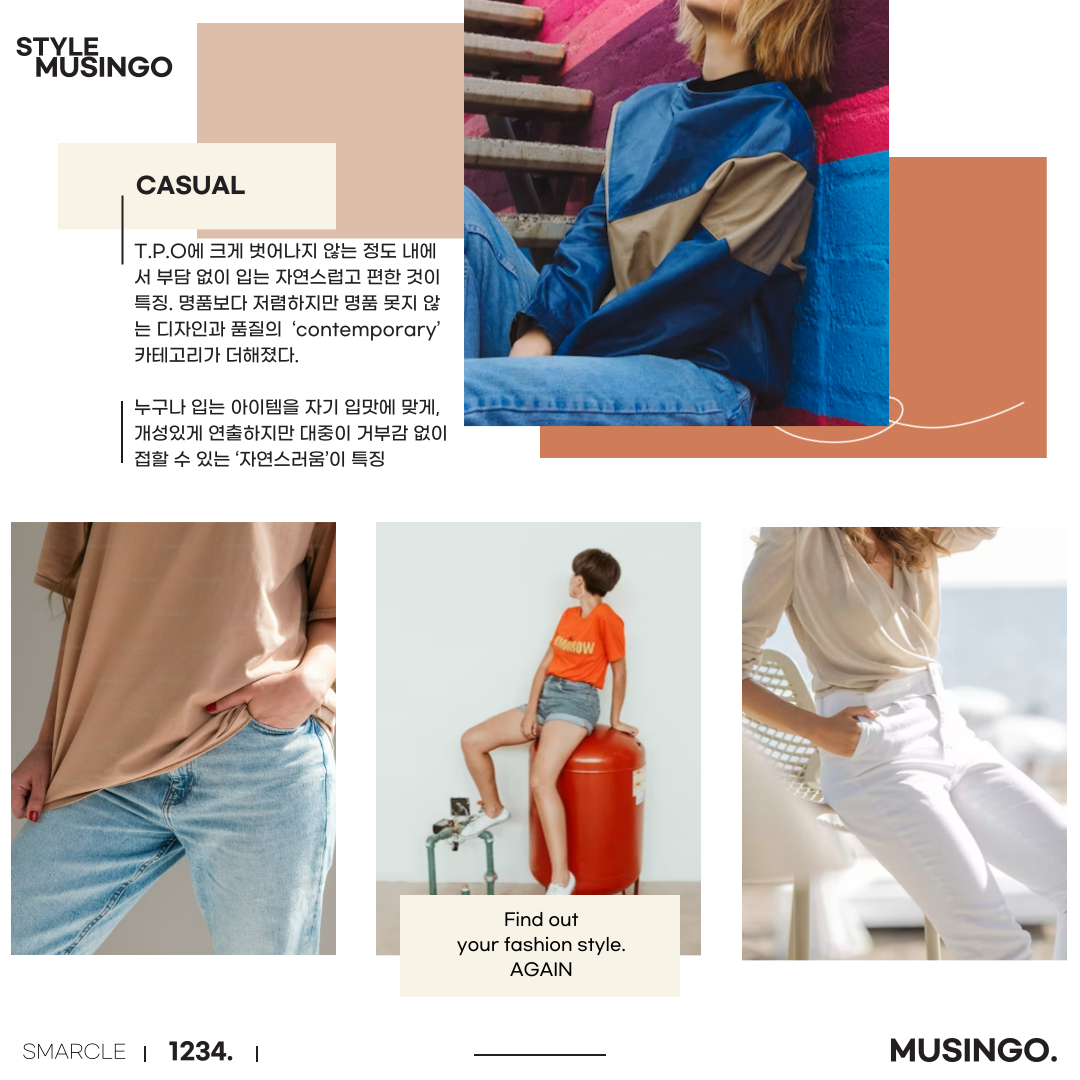 STYLE
MUSINGO
CASUAL
T.P.O에 크게 벗어나지 않는 정도 내에
서 부담 없이 입는 자연스럽고 편한 것이
특징. 명품보다 저렴하지만 명품 못지 않
는 디자인과 품질의 ‘contemporary’
카테고리가 더해졌다.
누구나 입는 아이템을 자기 입맛에 맞게,
개성있게 연출하지만 대중이 거부감 없이
접할 수 있는 ‘자연스러움’이 특징
Find out
your fashion style.
AGAIN
SMARCLE | 1234. |
MUSINGO.